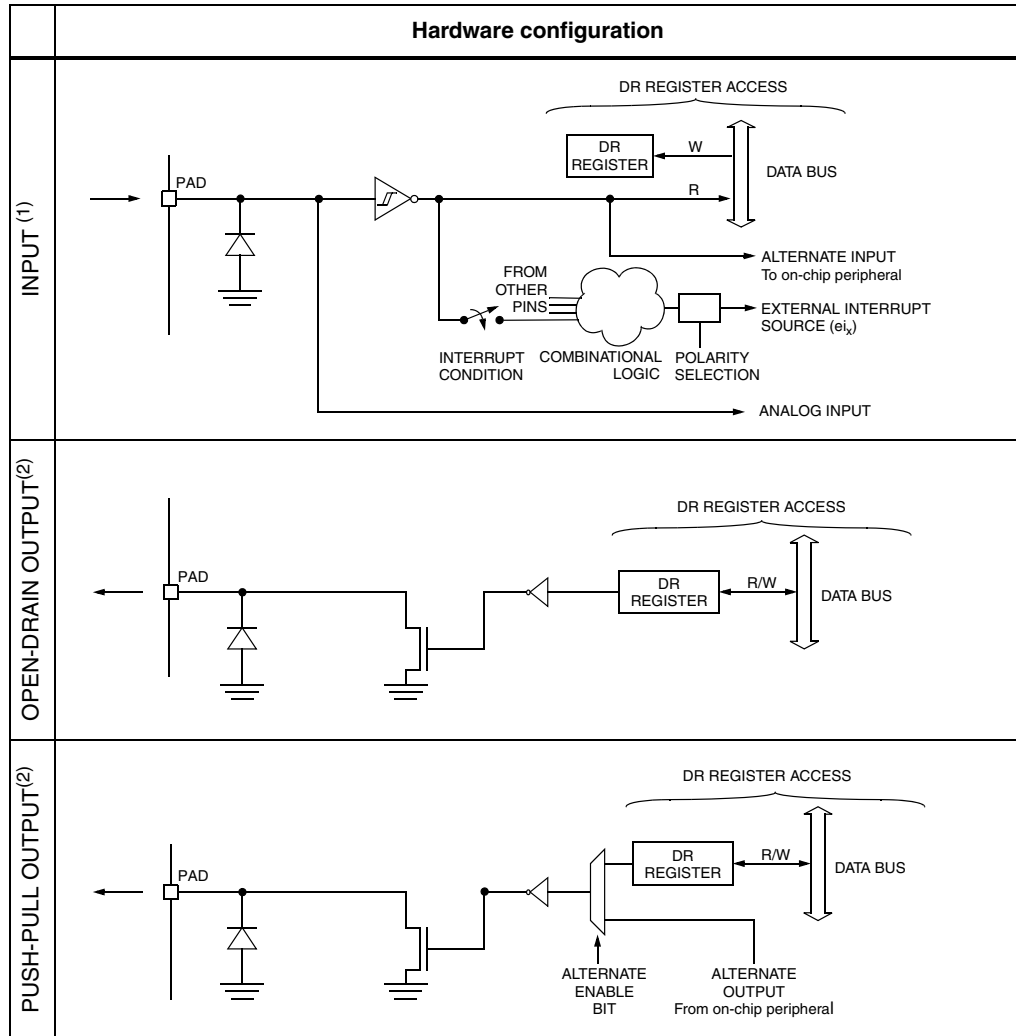 Hardware configuration
INPUT (1)
DR REGISTER ACCESS
DR
REGISTER
W
DATA BUS
PAD
R
ALTERNATE INPUT
To on-chip peripheral
FROM
OTHER
PINS
EXTERNAL INTERRUPT
SOURCE (eix)
INTERRUPT
CONDITION
COMBINATIONAL
LOGIC
POLARITY
SELECTION
ANALOG INPUT
OPEN-DRAIN OUTPUT(2)
DR REGISTER ACCESS
PAD
DR
REGISTER
R/W
DATA BUS
PUSH-PULL OUTPUT(2)
DR REGISTER ACCESS
PAD
DR
REGISTER
R/W
DATA BUS
ALTERNATE
ENABLE
BIT
ALTERNATE
OUTPUT
From on-chip peripheral